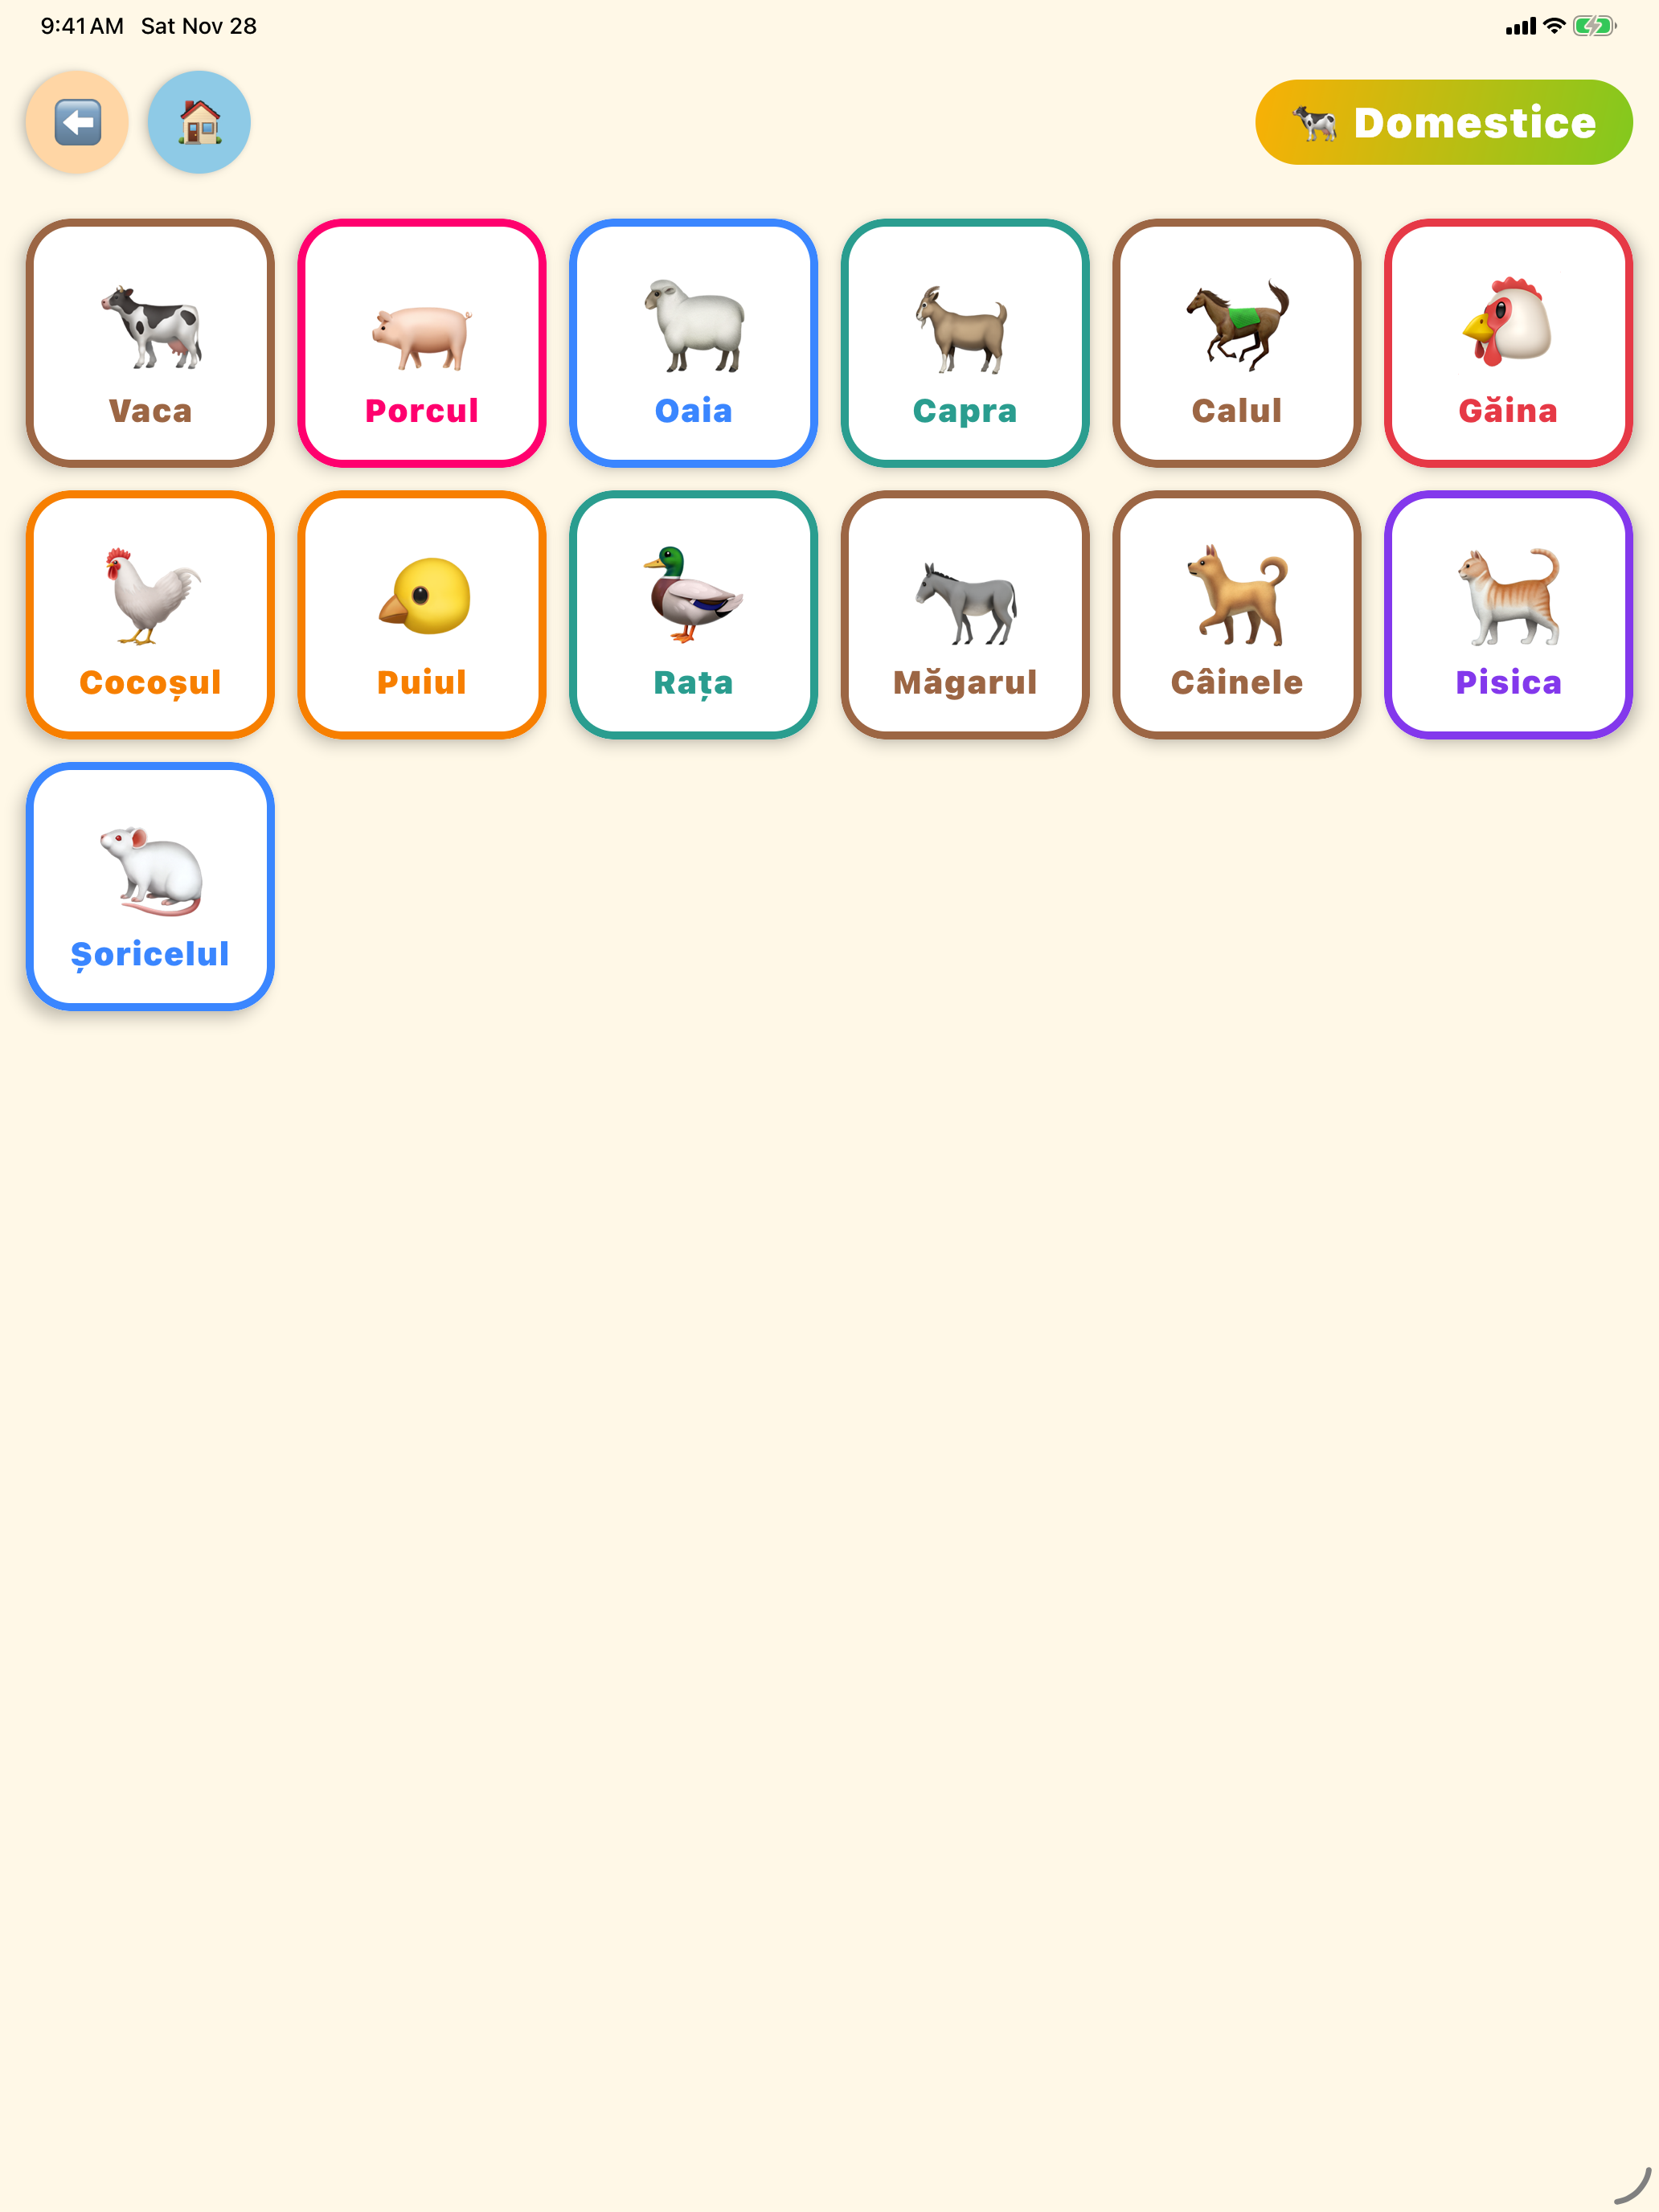 9:41 AM Sat Nov 28
Domestice
Vaca
Porcul
Oaia
Capra
Calul
Găina
Cocoșul
Puiul
Rața
Măgarul
Câinele
Pisica
Șoricelul